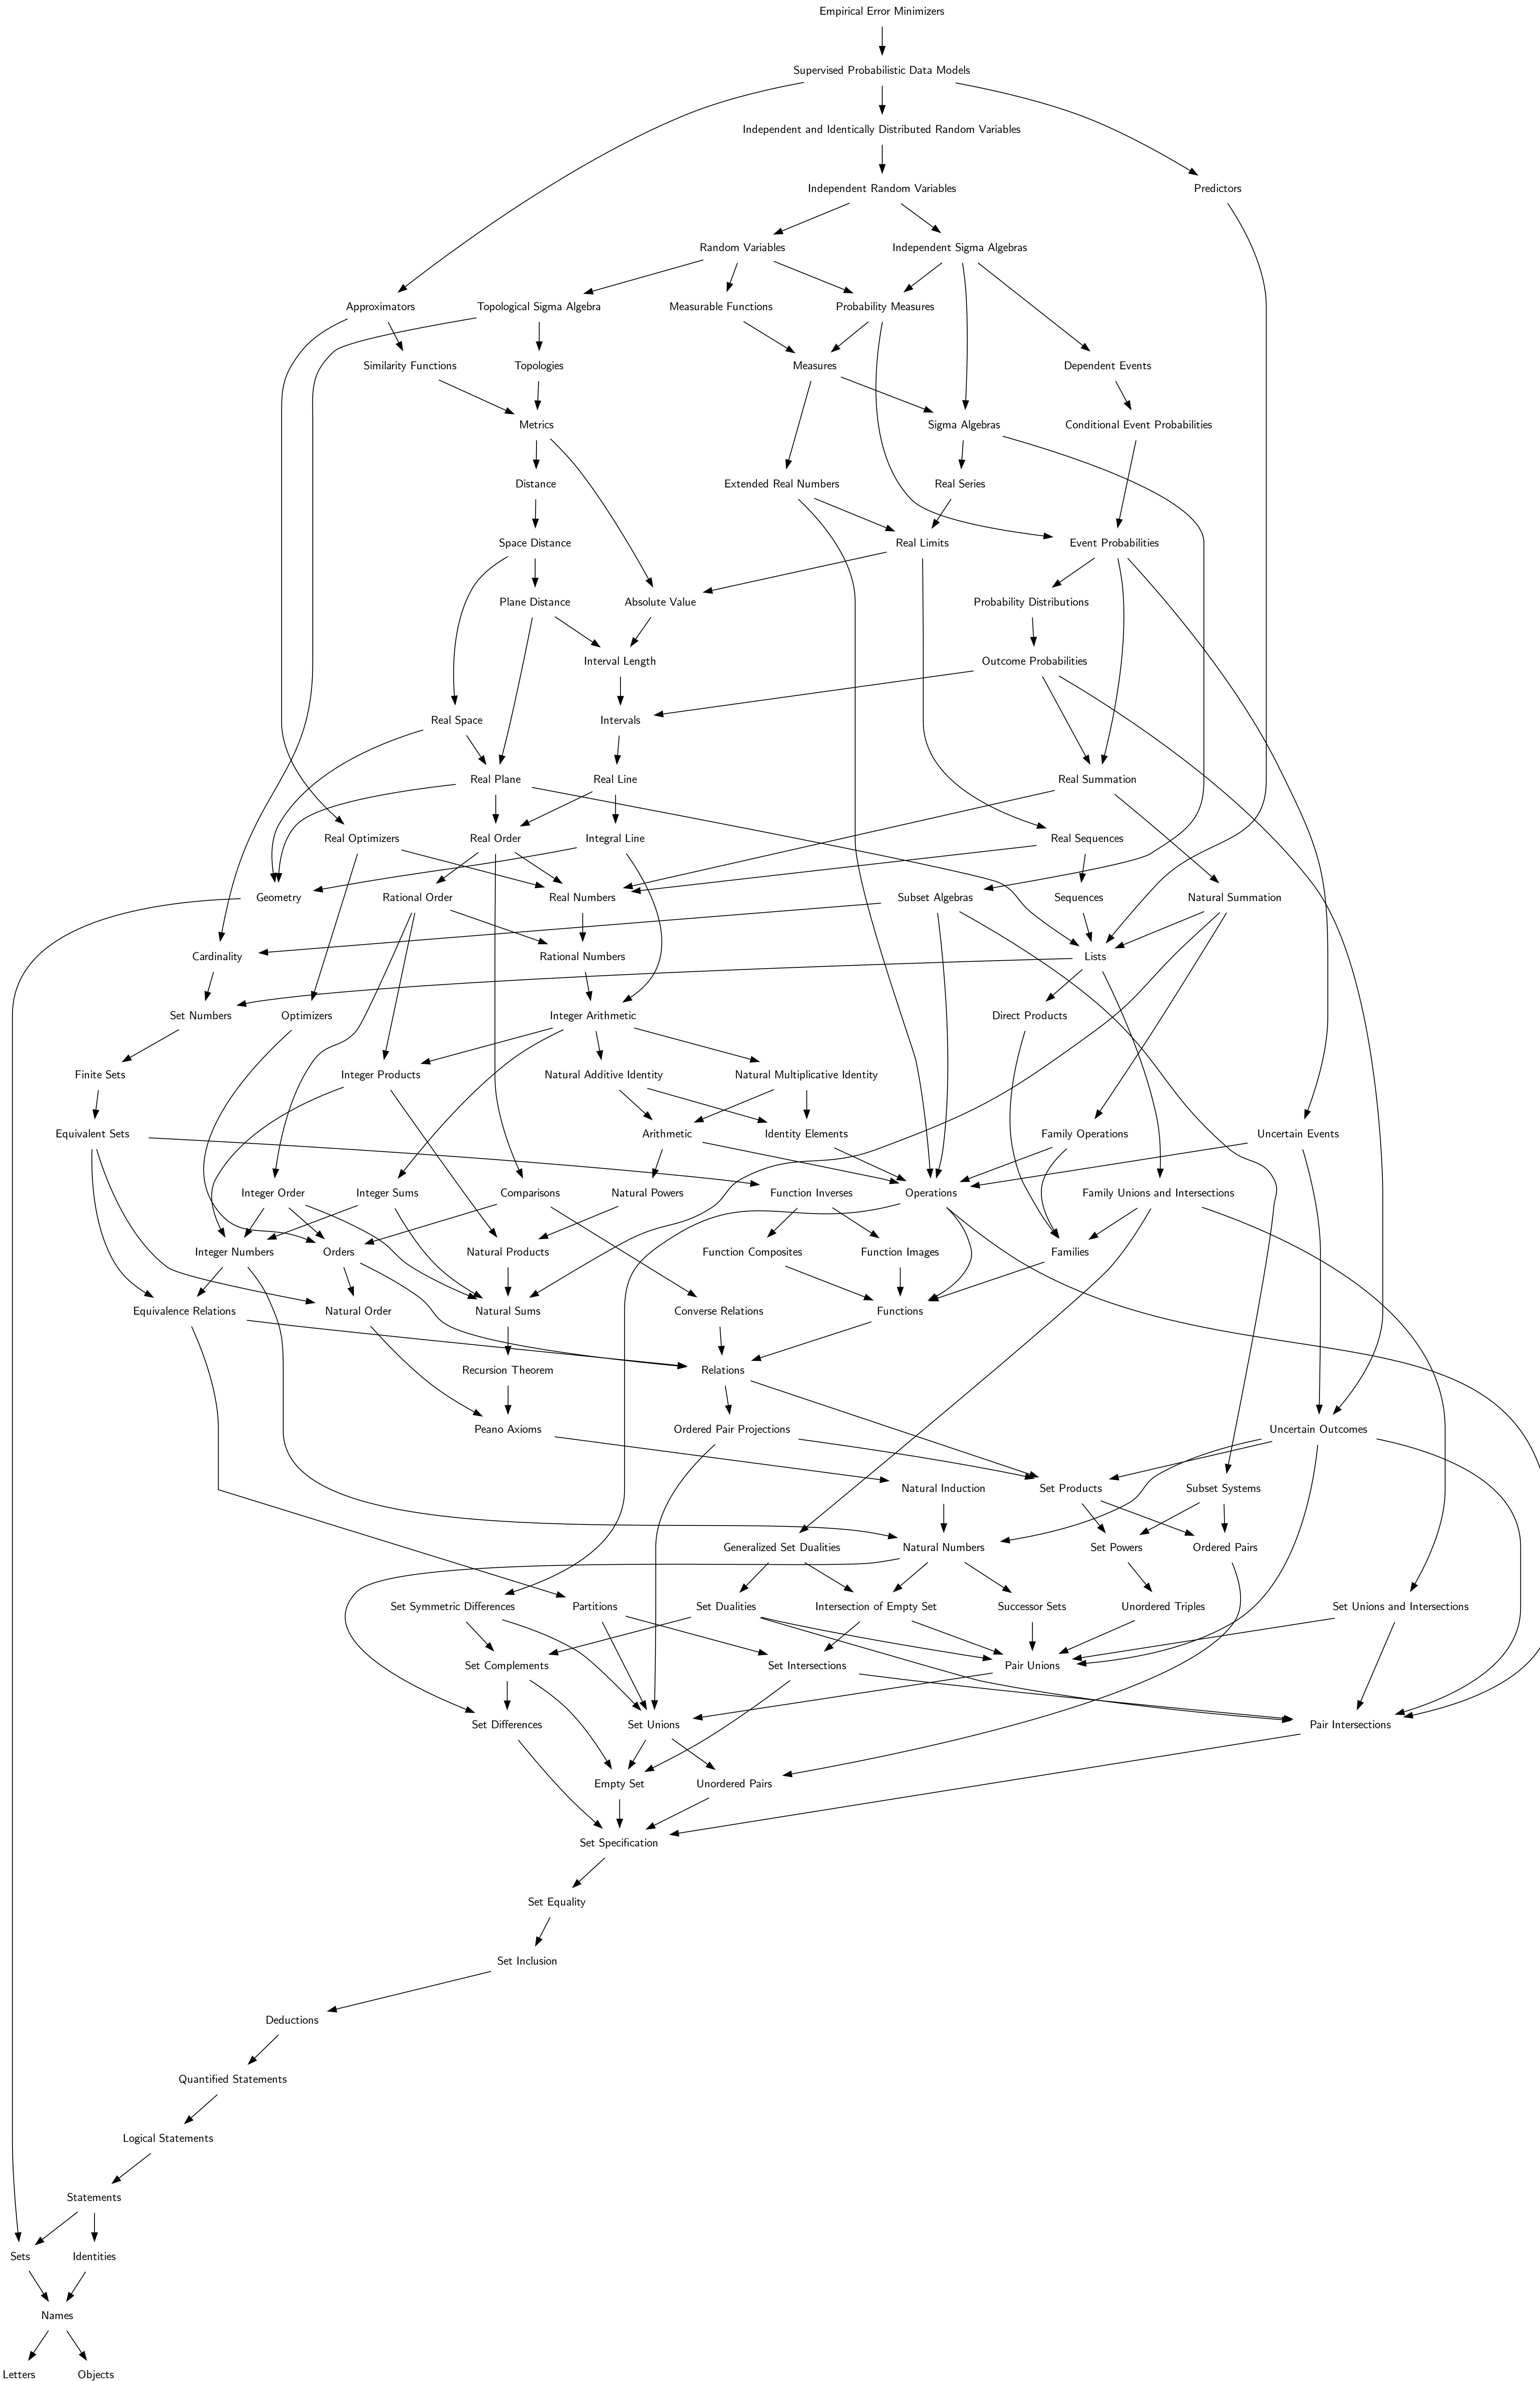 Empirical Error Minimizers
Supervised Probabilistic Data Models
Independent and Identically Distributed Random Variables
Independent Random Variables
Predictors
Random Variables
Independent Sigma Algebras
Approximators
Topological Sigma Algebra
Measurable Functions
Probability Measures
Similarity Functions
Topologies
Measures
Dependent Events
Metrics
Sigma Algebras
Conditional Event Probabilities
Distance
Extended Real Numbers
Real Series
Space Distance
Real Limits
Event Probabilities
Plane Distance
Absolute Value
Probability Distributions
Interval Length
Outcome Probabilities
Real Space
Intervals
Real Plane
Real Line
Real Summation
Real Optimizers
Real Order
Integral Line
Real Sequences
Geometry
Rational Order
Real Numbers
Subset Algebras
Sequences
Natural Summation
Cardinality
Rational Numbers
Lists
Set Numbers
Optimizers
Integer Arithmetic
Direct Products
Finite Sets
Integer Products
Natural Additive Identity
Natural Multiplicative Identity
Equivalent Sets
Arithmetic
Identity Elements
Family Operations
Uncertain Events
Integer Order
Integer Sums
Comparisons
Natural Powers
Function Inverses
Operations
Family Unions and Intersections
Integer Numbers
Orders
Natural Products
Function Composites
Function Images
Families
Equivalence Relations
Natural Order
Natural Sums
Converse Relations
Functions
Recursion Theorem
Relations
Peano Axioms
Ordered Pair Projections
Uncertain Outcomes
Natural Induction
Set Products
Subset Systems
Generalized Set Dualities
Natural Numbers
Set Powers
Ordered Pairs
Set Symmetric Differences
Partitions
Set Dualities
Intersection of Empty Set
Successor Sets
Unordered Triples
Set Unions and Intersections
Set Complements
Set Intersections
Pair Unions
Set Differences
Set Unions
Pair Intersections
Empty Set
Unordered Pairs
Set Specification
Set Equality
Set Inclusion
Deductions
Quantified Statements
Logical Statements
Statements
Sets
Identities
Names
Letters
Objects